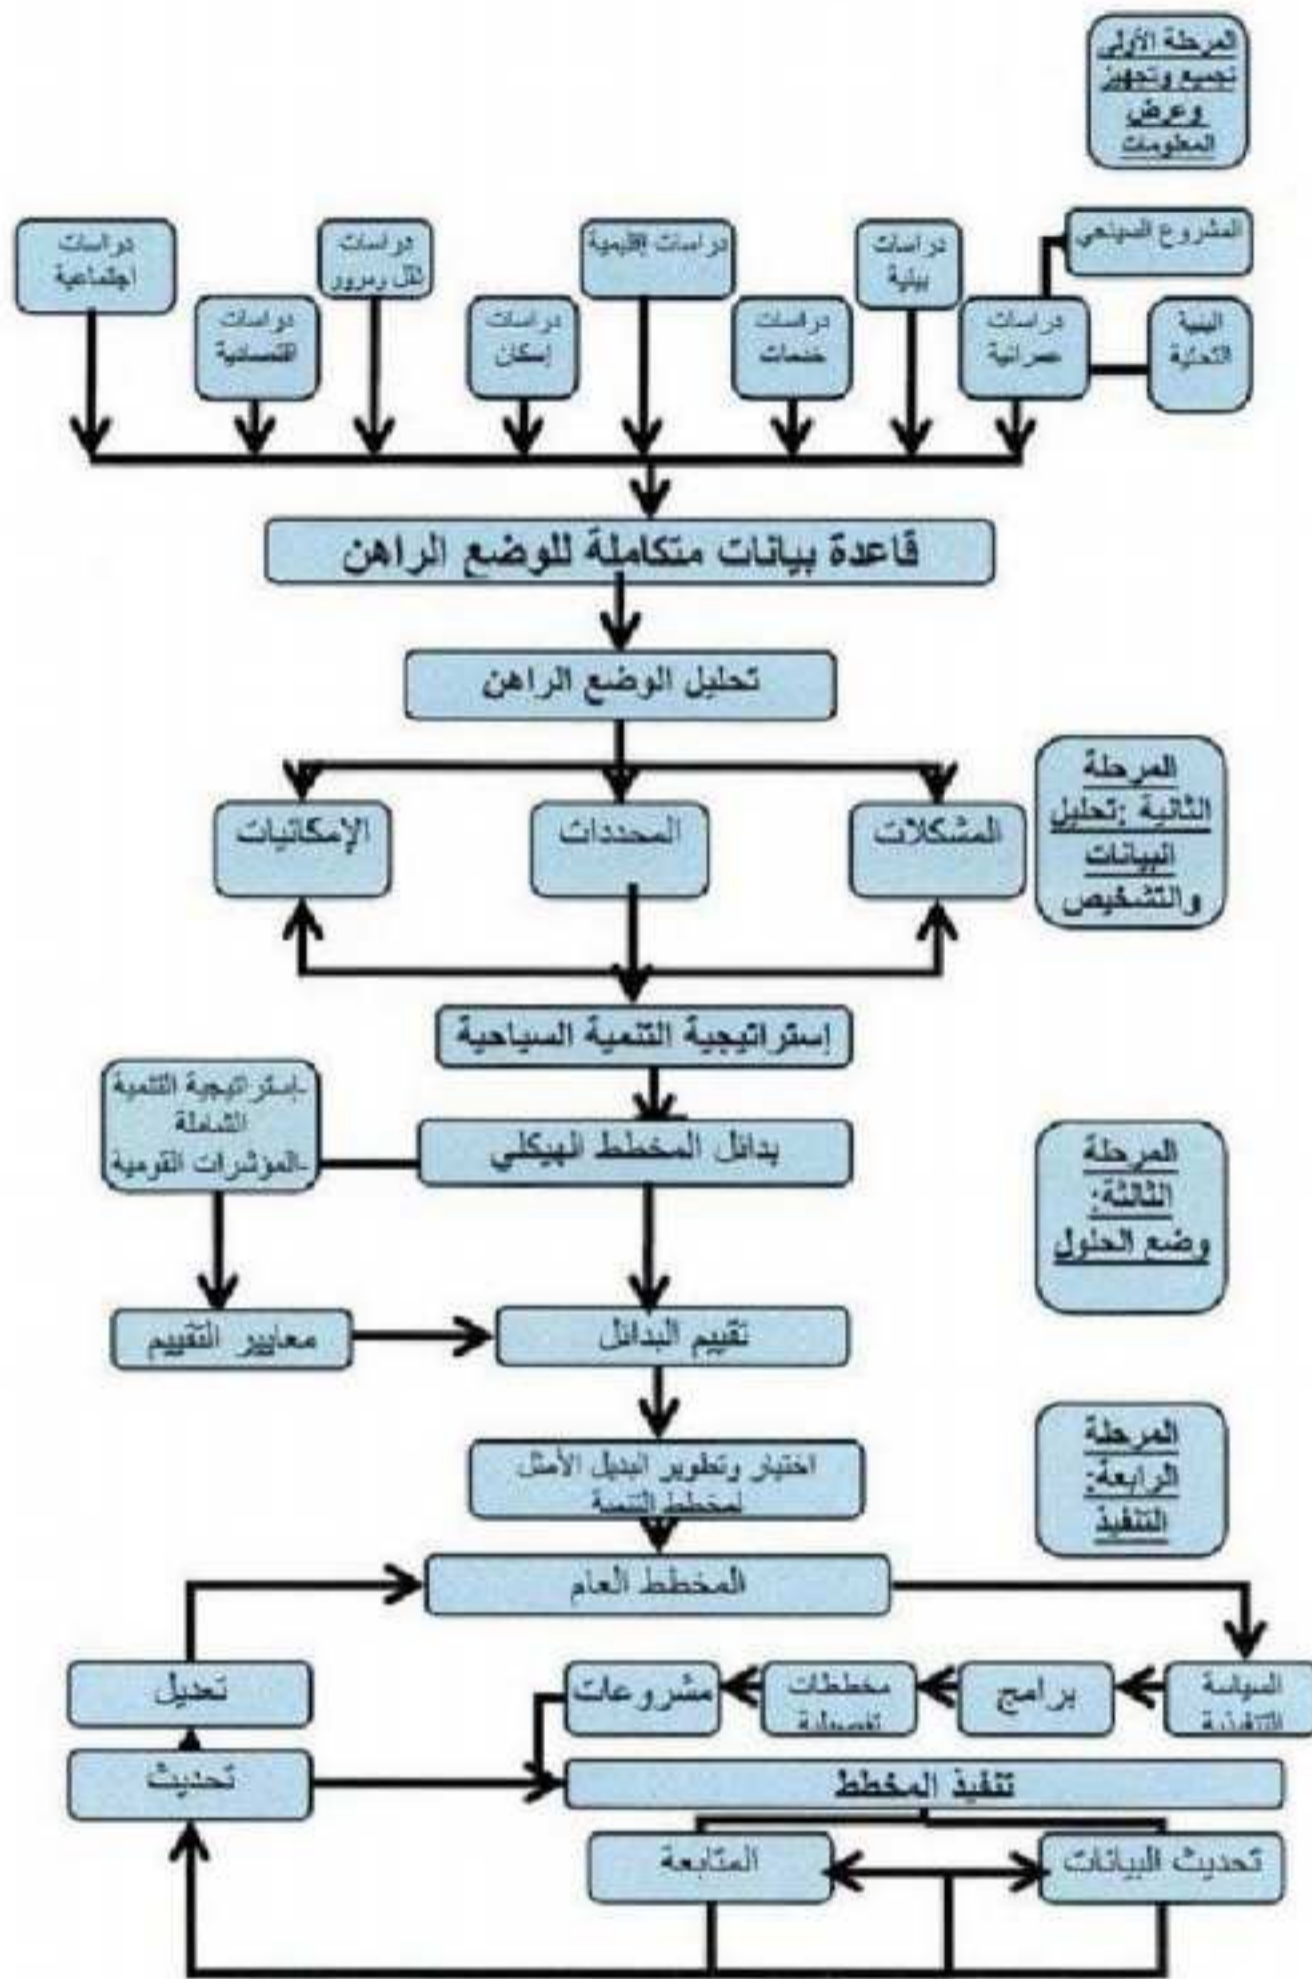 المرحلة الأولى
تجميع وتجهيز
وعرض
المعلومات
المشروع السياحي
البنية
التحتية
دراسات
عمرانية
دراسات
بيئية
دراسات
خدمات
دراسات إقليمية
دراسات
إسكان
دراسات
نقل ومرور
دراسات
اقتصادية
دراسات
اجتماعية
قاعدة بيانات متكاملة للوضع الراهن
تحليل الوضع الراهن
المرحلة
الثانية :تحليل
البيانات
والتشخيص
المشكلات
المحددات
الإمكانيات
إستراتيجية التنمية السياحية
المرحلة
الثالثة:
وضع الحلول
بدائل المخطط الهيكلي
-إستراتيجية التنمية
الشاملة
-المؤشرات القومية
تقييم البدائل
معايير التقييم
المرحلة
الرابعة:
التنفيذ
اختيار وتطوير البديل الأمثل
لمخطط التنمية
المخطط العام
السياسة
التنفيذية
برامج
مخططات
تفصيلية
مشروعات
تعديل
تحديث
تنفيذ المخطط
تحديث البيانات
المتابعة